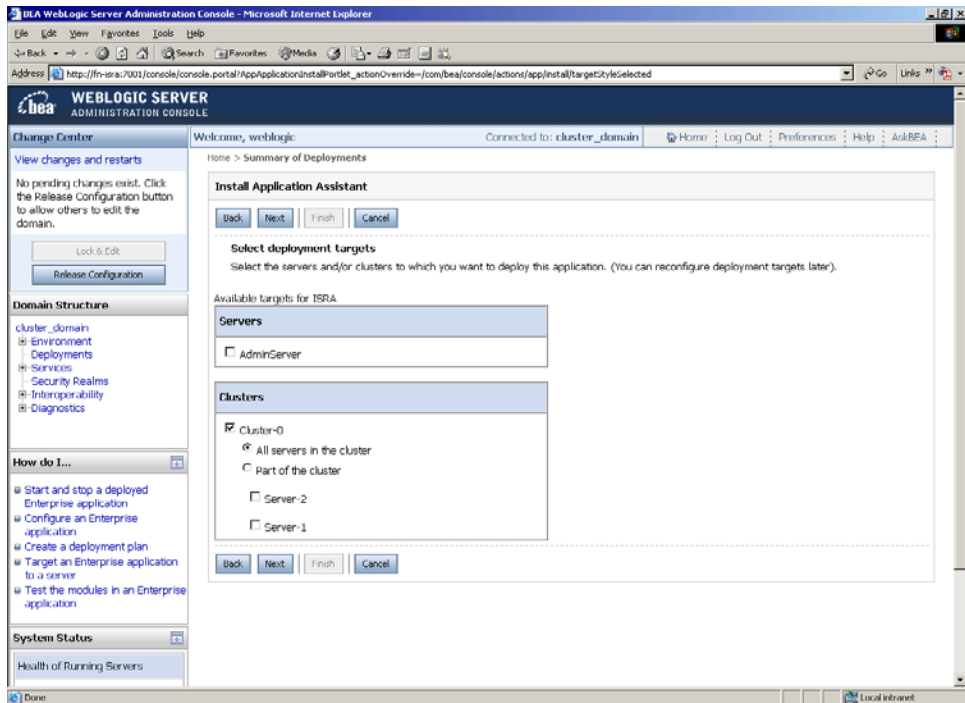 BEA WebLogic Server Administration Console - Microsoft Internet Explorer
File Edit View Favorites Tools Help
Back Search Favorites Media
Address http://fn-isra:7001/console/console.portal?AppApplicationInstallPortlet_actionOverride=/com/bea/console/actions/app/install/targetStyleSelected Go Links »
bea WEBLOGIC SERVER
ADMINISTRATION CONSOLE
Change Center
View changes and restarts
No pending changes exist. Click
the Release Configuration button
to allow others to edit the
domain.
Lock & Edit
Release Configuration
Domain Structure
cluster_domain
Environment
Deployments
Services
Security Realms
Interoperability
Diagnostics
How do I...
Start and stop a deployed
Enterprise application
Configure an Enterprise
application
Create a deployment plan
Target an Enterprise application
to a server
Test the modules in an Enterprise
application
System Status
Health of Running Servers
Welcome, weblogic Connected to: cluster_domain Home Log Out Preferences Help AskBEA
Home > Summary of Deployments
Install Application Assistant
Back Next Finish Cancel
Select deployment targets
Select the servers and/or clusters to which you want to deploy this application. (You can reconfigure deployment targets later).
Available targets for ISRA
Servers
AdminServer
Clusters
Cluster-0
All servers in the cluster
Part of the cluster
Server-2
Server-1
Back Next Finish Cancel
Done Local intranet